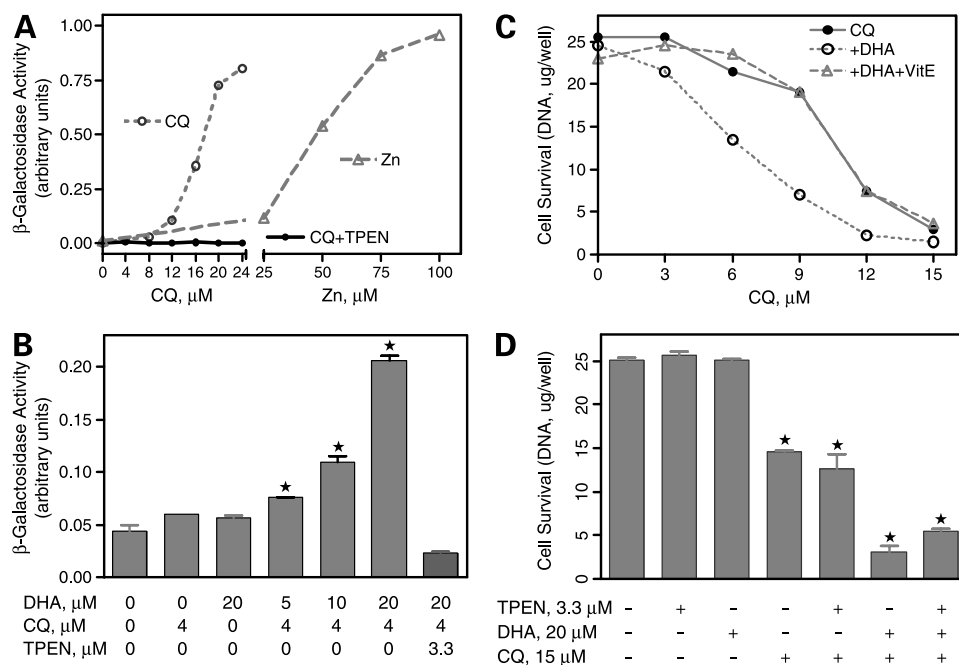 A
β-Galactosidase Activity
(arbitrary units)
1.00
0.75
0.50
0.25
0.00
CQ
Zn
CQ+TPEN
0 4 8 12 16 20 24 25 50 75 100
CQ, μM Zn, μM
C
Cell Survival (DNA, ug/well)
25
20
15
10
5
0
CQ
+DHA
+DHA+VitE
0 3 6 9 12 15
CQ, μM
B
β-Galactosidase Activity
(arbitrary units)
0.20
0.15
0.10
0.05
0.00
★ ★ ★
DHA, μM 0 0 20 5 10 20 20
CQ, μM 0 4 0 4 4 4 4
TPEN, μM 0 0 0 0 0 0 3.3
D
Cell Survival (DNA, ug/well)
25
20
15
10
5
0
★ ★ ★ ★
TPEN, 3.3 μM – + – – + – +
DHA, 20 μM – – + – – + +
CQ, 15 μM – – – + + + +